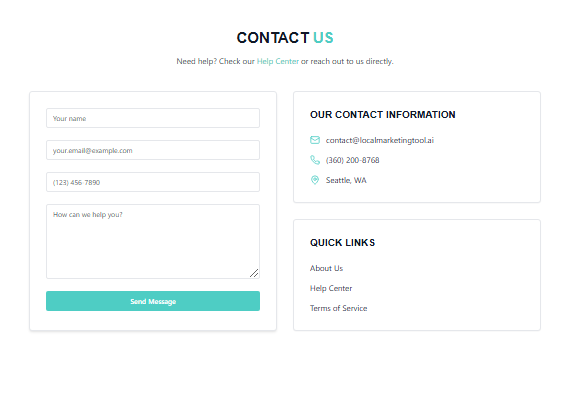 CONTACT US
Need help? Check our Help Center or reach out to us directly.
Your name
your.email@example.com
(123) 456-7890
How can we help you?
Send Message
OUR CONTACT INFORMATION
contact@localmarketingtool.ai
(360) 200-8768
Seattle, WA
QUICK LINKS
About Us
Help Center
Terms of Service